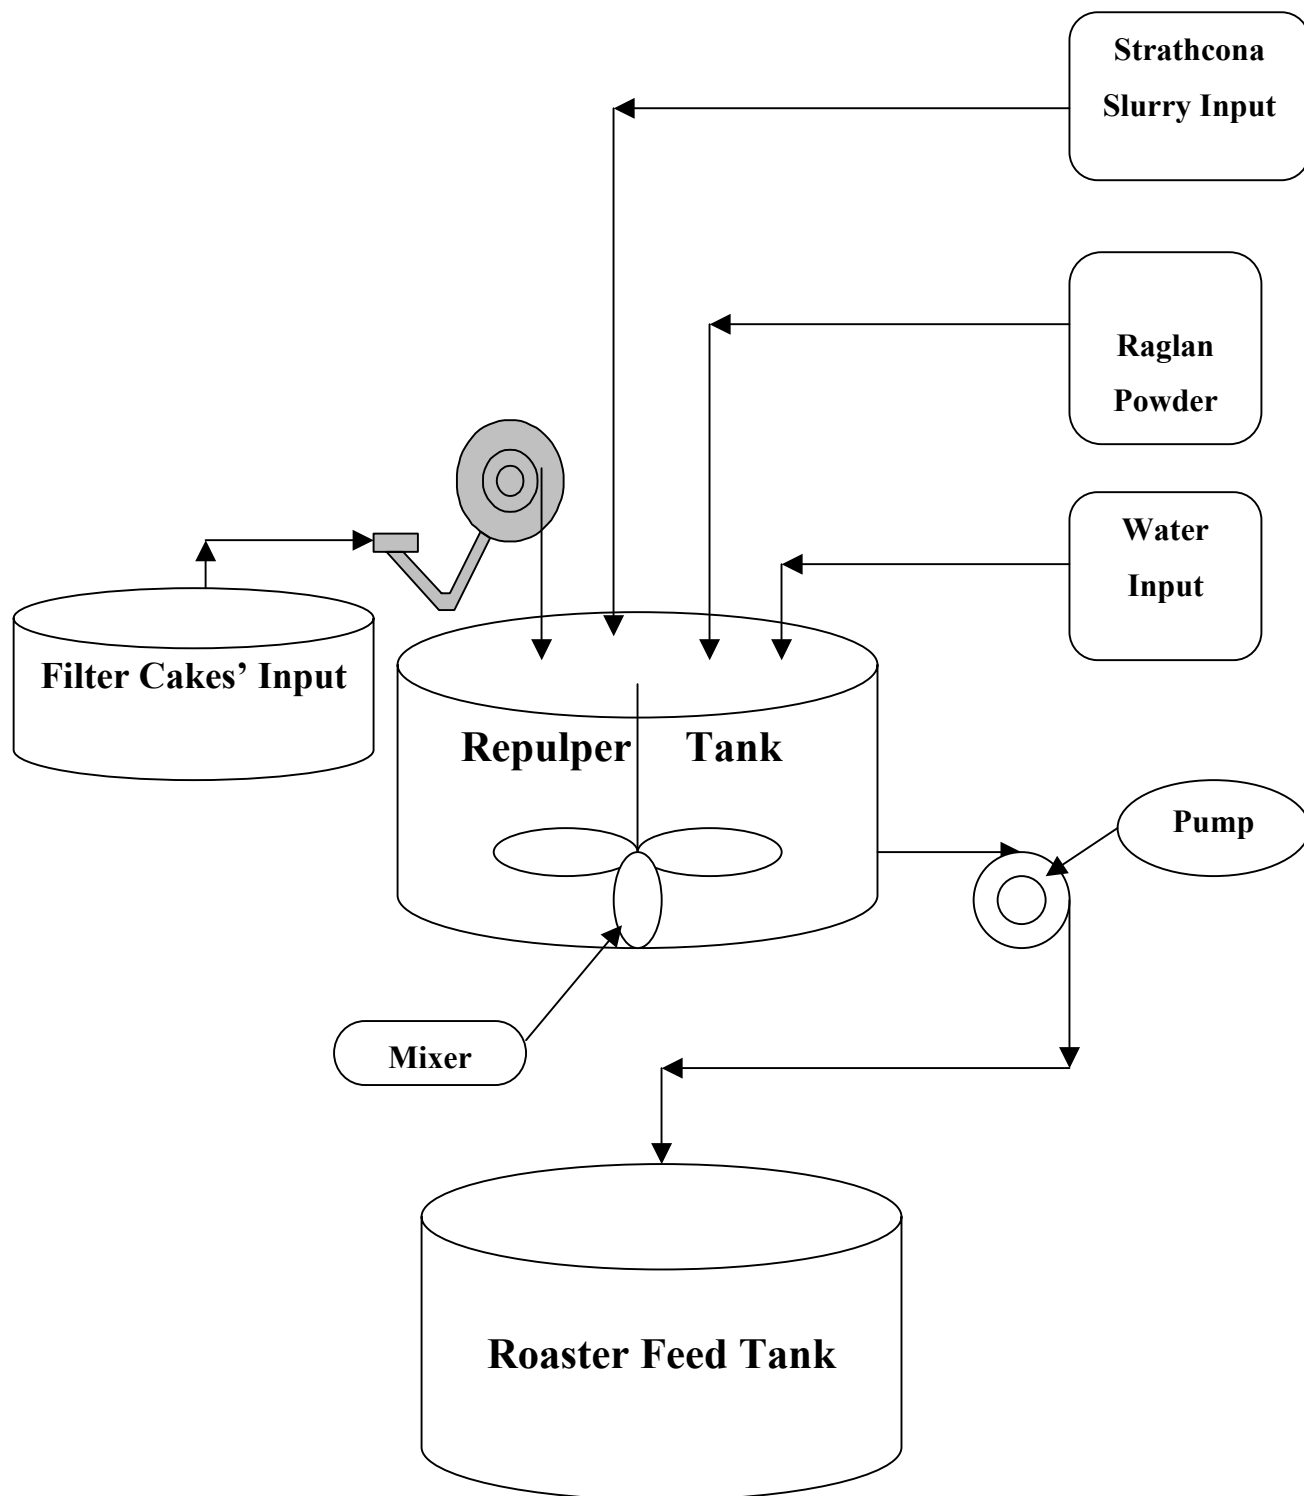 Strathcona
Slurry Input
Raglan
Powder
Water
Input
Filter Cakes’ Input
Repulper Tank
Pump
Mixer
Roaster Feed Tank